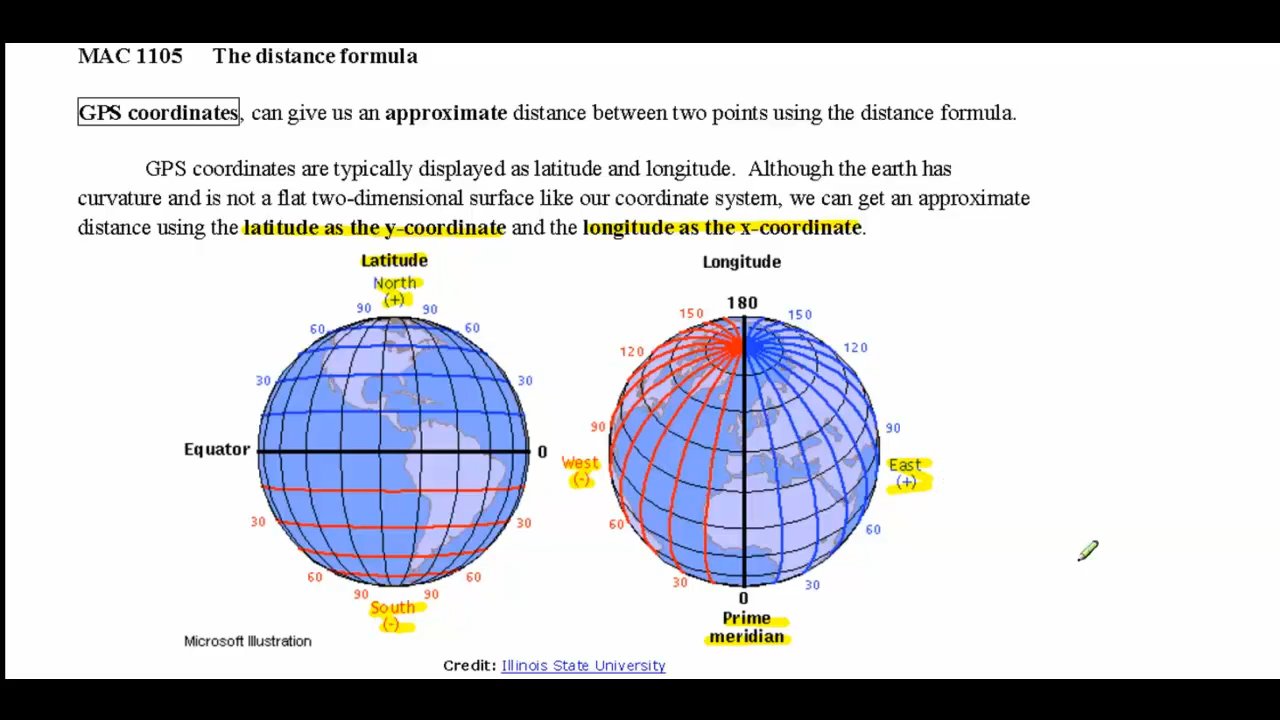 MAC 1105 The distance formula
GPS coordinates, can give us an approximate distance between two points using the distance formula.
GPS coordinates are typically displayed as latitude and longitude. Although the earth has
curvature and is not a flat two-dimensional surface like our coordinate system, we can get an approximate
distance using the latitude as the y-coordinate and the longitude as the x-coordinate.
Latitude
North
(+)
90 90
60 60
30 30
Equator 0
30 30
60 60
90 90
South
(-)
Microsoft Illustration
Longitude
180
150 150
120 120
90 90
West East
(-) (+)
60 60
30 30
0
Prime
meridian
Credit: Illinois State University